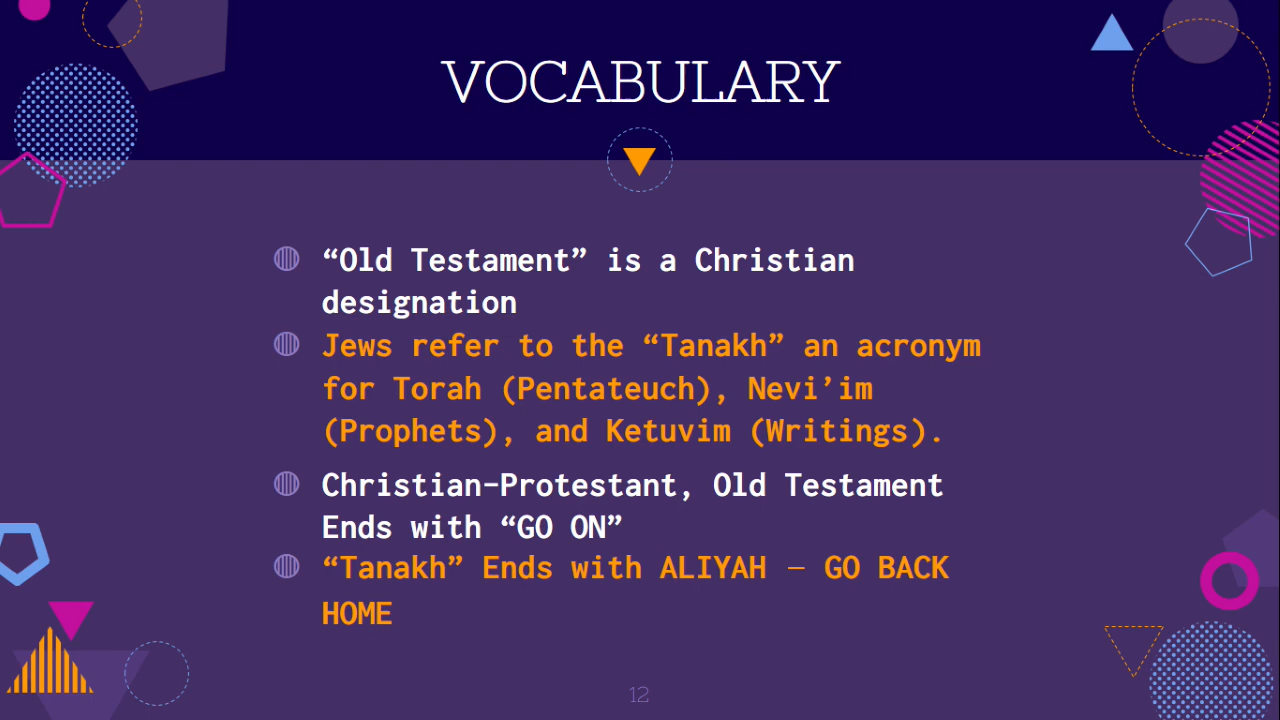 VOCABULARY
“Old Testament” is a Christian
designation
Jews refer to the “Tanakh” an acronym
for Torah (Pentateuch), Nevi’im
(Prophets), and Ketuvim (Writings).
Christian-Protestant, Old Testament
Ends with “GO ON”
“Tanakh” Ends with ALIYAH – GO BACK
HOME
12